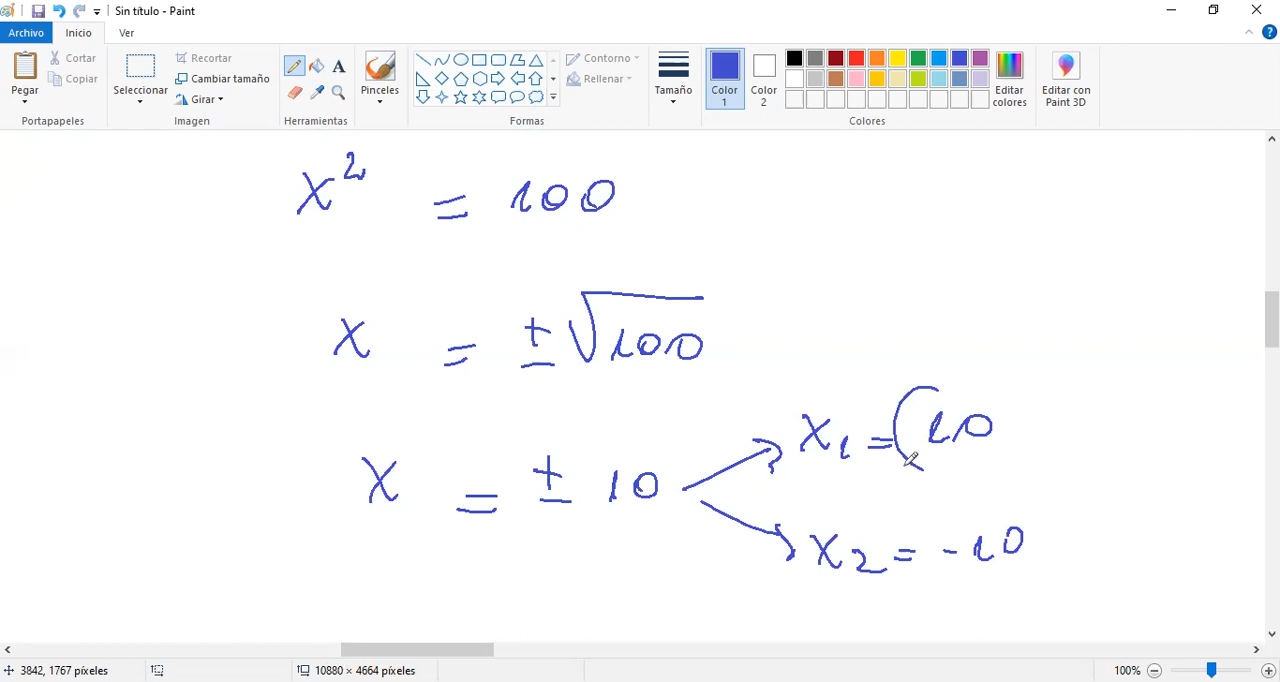 Sin título - Paint
Archivo Inicio Ver
Pegar
Cortar
Copiar
Portapapeles
Seleccionar
Recortar
Cambiar tamaño
Girar
Imagen
A
Herramientas
Pinceles
Contorno
Rellenar
Formas
Tamaño
Color 1
Color 2
Editar colores
Colores
Editar con Paint 3D
x² = 100
x = ±√100
x = ± 10
x₁ = (10
x₂ = -10
3842, 1767 píxeles
10880 × 4664 píxeles
100%